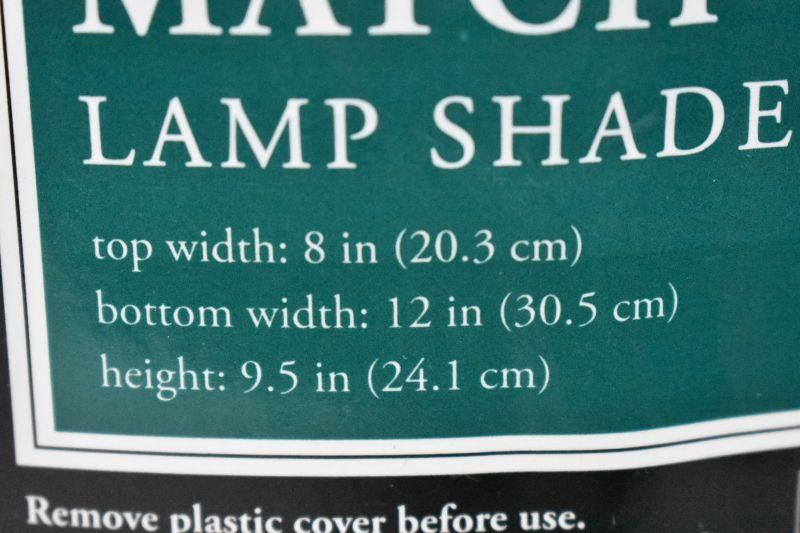 MATCH
LAMP SHADE
top width: 8 in (20.3 cm)
bottom width: 12 in (30.5 cm)
height: 9.5 in (24.1 cm)
Remove plastic cover before use.